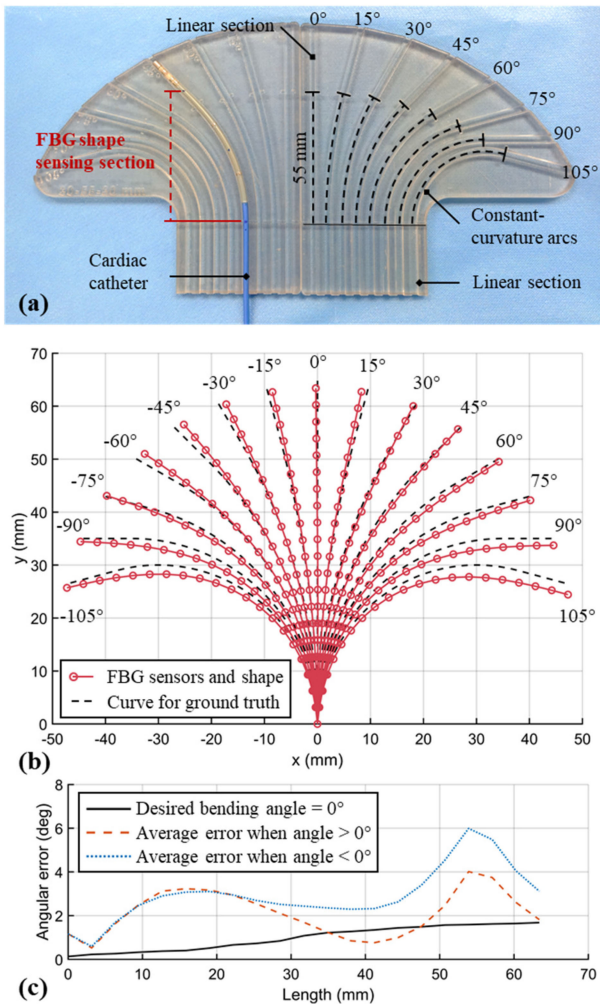 Linear section
0°
15°
30°
45°
60°
75°
90°
105°
FBG shape
sensing section
55 mm
Cardiac
catheter
Constant-
curvature arcs
Linear section
(a)
70
60
50
40
30
20
10
0
y (mm)
-105°
-90°
-75°
-60°
-45°
-30°
-15°
0°
15°
30°
45°
60°
75°
90°
105°
FBG sensors and shape
Curve for ground truth
-50
-40
-30
-20
-10
0
10
20
30
40
50
x (mm)
(b)
8
6
4
2
0
Angular error (deg)
Desired bending angle = 0°
Average error when angle > 0°
Average error when angle < 0°
0
10
20
30
40
50
60
70
Length (mm)
(c)